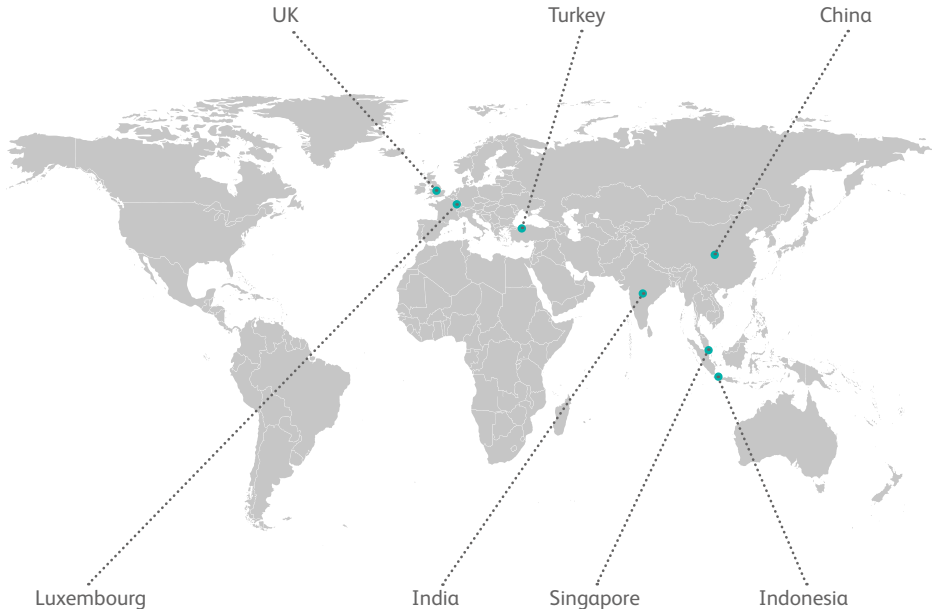 UK
Turkey
China
Luxembourg
India
Singapore
Indonesia